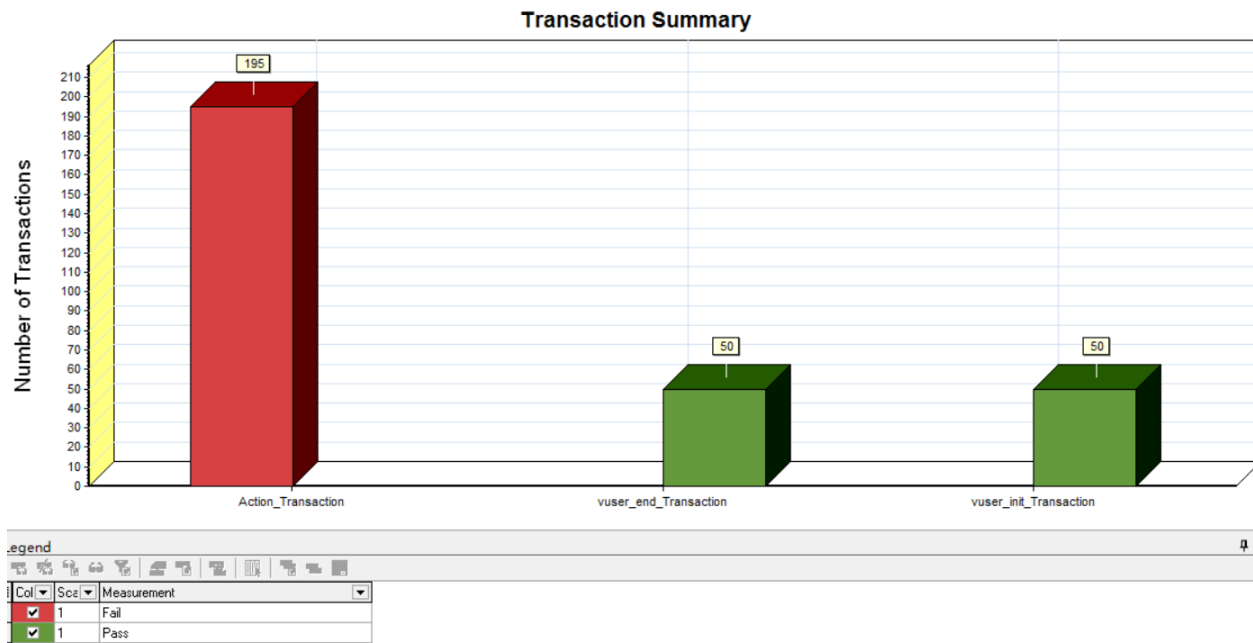 Transaction Summary
195
210
200
190
180
170
160
150
140
130
120
110
100
90
80
70
60
50
40
30
20
10
0
Number of Transactions
50
50
Action_Transaction
vuser_end_Transaction
vuser_init_Transaction
Legend
Col Sca Measurement
1 Fail
1 Pass